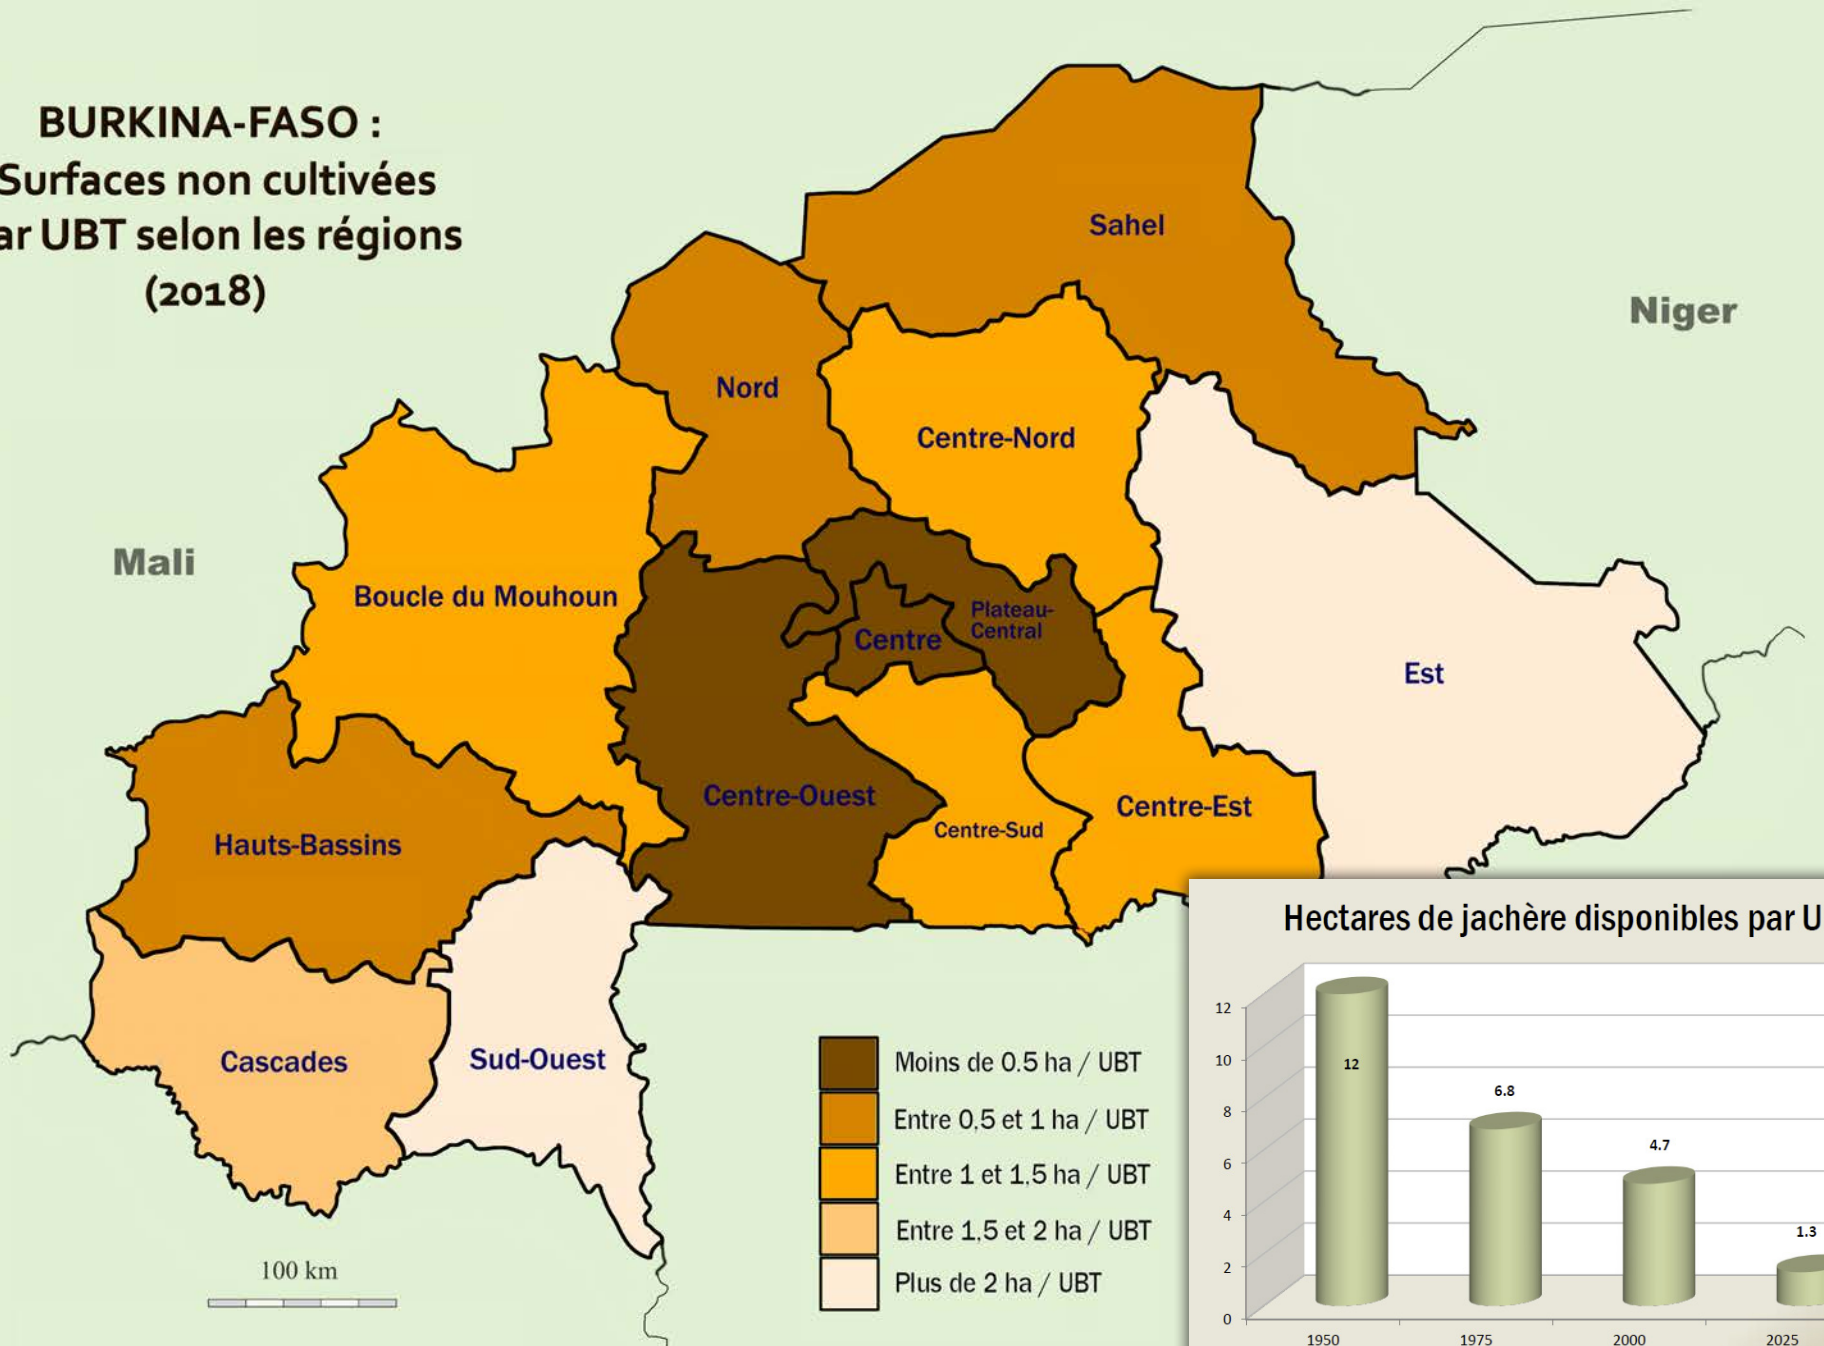 BURKINA-FASO :
Surfaces non cultivées
ar UBT selon les régions
(2018)
Sahel
Niger
Nord
Centre-Nord
Mali
Boucle du Mouhoun
Plateau-
Central
Centre
Est
Centre-Ouest
Centre-Est
Centre-Sud
Hauts-Bassins
Cascades
Sud-Ouest
Moins de 0.5 ha / UBT
Entre 0,5 et 1 ha / UBT
Entre 1 et 1,5 ha / UBT
Entre 1,5 et 2 ha / UBT
Plus de 2 ha / UBT
100 km
Hectares de jachère disponibles par U
12
10
8
6
4
2
0
12
6.8
4.7
1.3
1950
1975
2000
2025